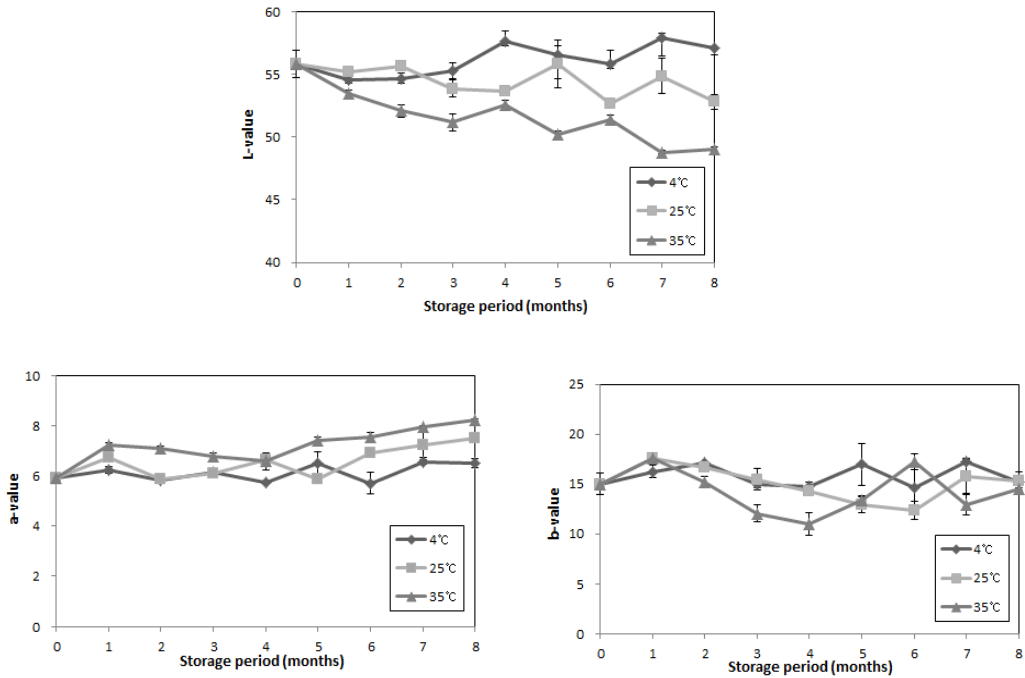 60
55
50
45
40
L-value
4℃
25℃
35℃
0 1 2 3 4 5 6 7 8
Storage period (months)
10
8
6
4
2
0
a-value
4℃
25℃
35℃
0 1 2 3 4 5 6 7 8
Storage period (months)
25
20
15
10
5
0
b-value
4℃
25℃
35℃
0 1 2 3 4 5 6 7 8
Storage period (months)